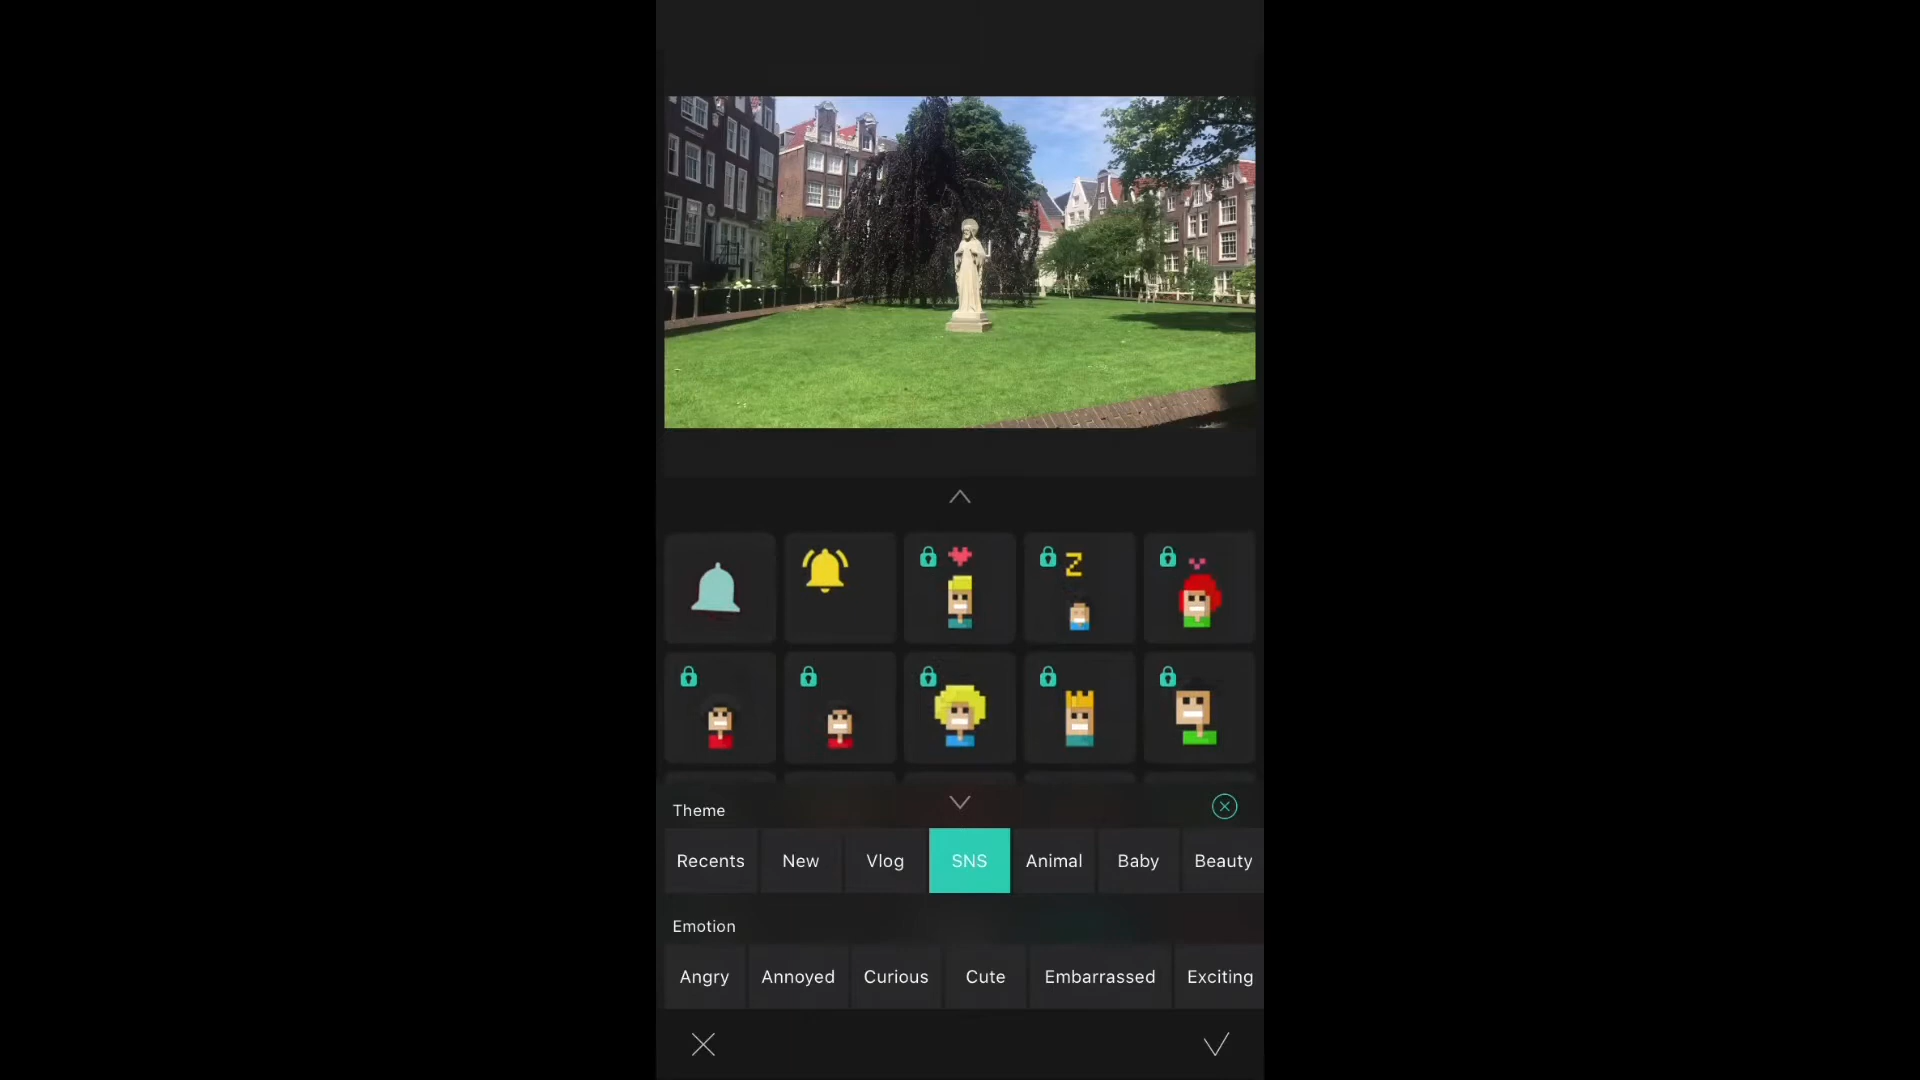 Theme
Recents New Vlog SNS Animal Baby Beauty
Emotion
Angry Annoyed Curious Cute Embarrassed Exciting